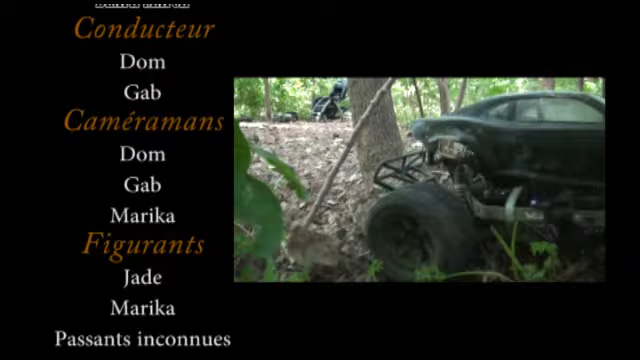 Conducteur
Dom
Gab
Caméramans
Dom
Gab
Marika
Figurants
Jade
Marika
Passants inconnues